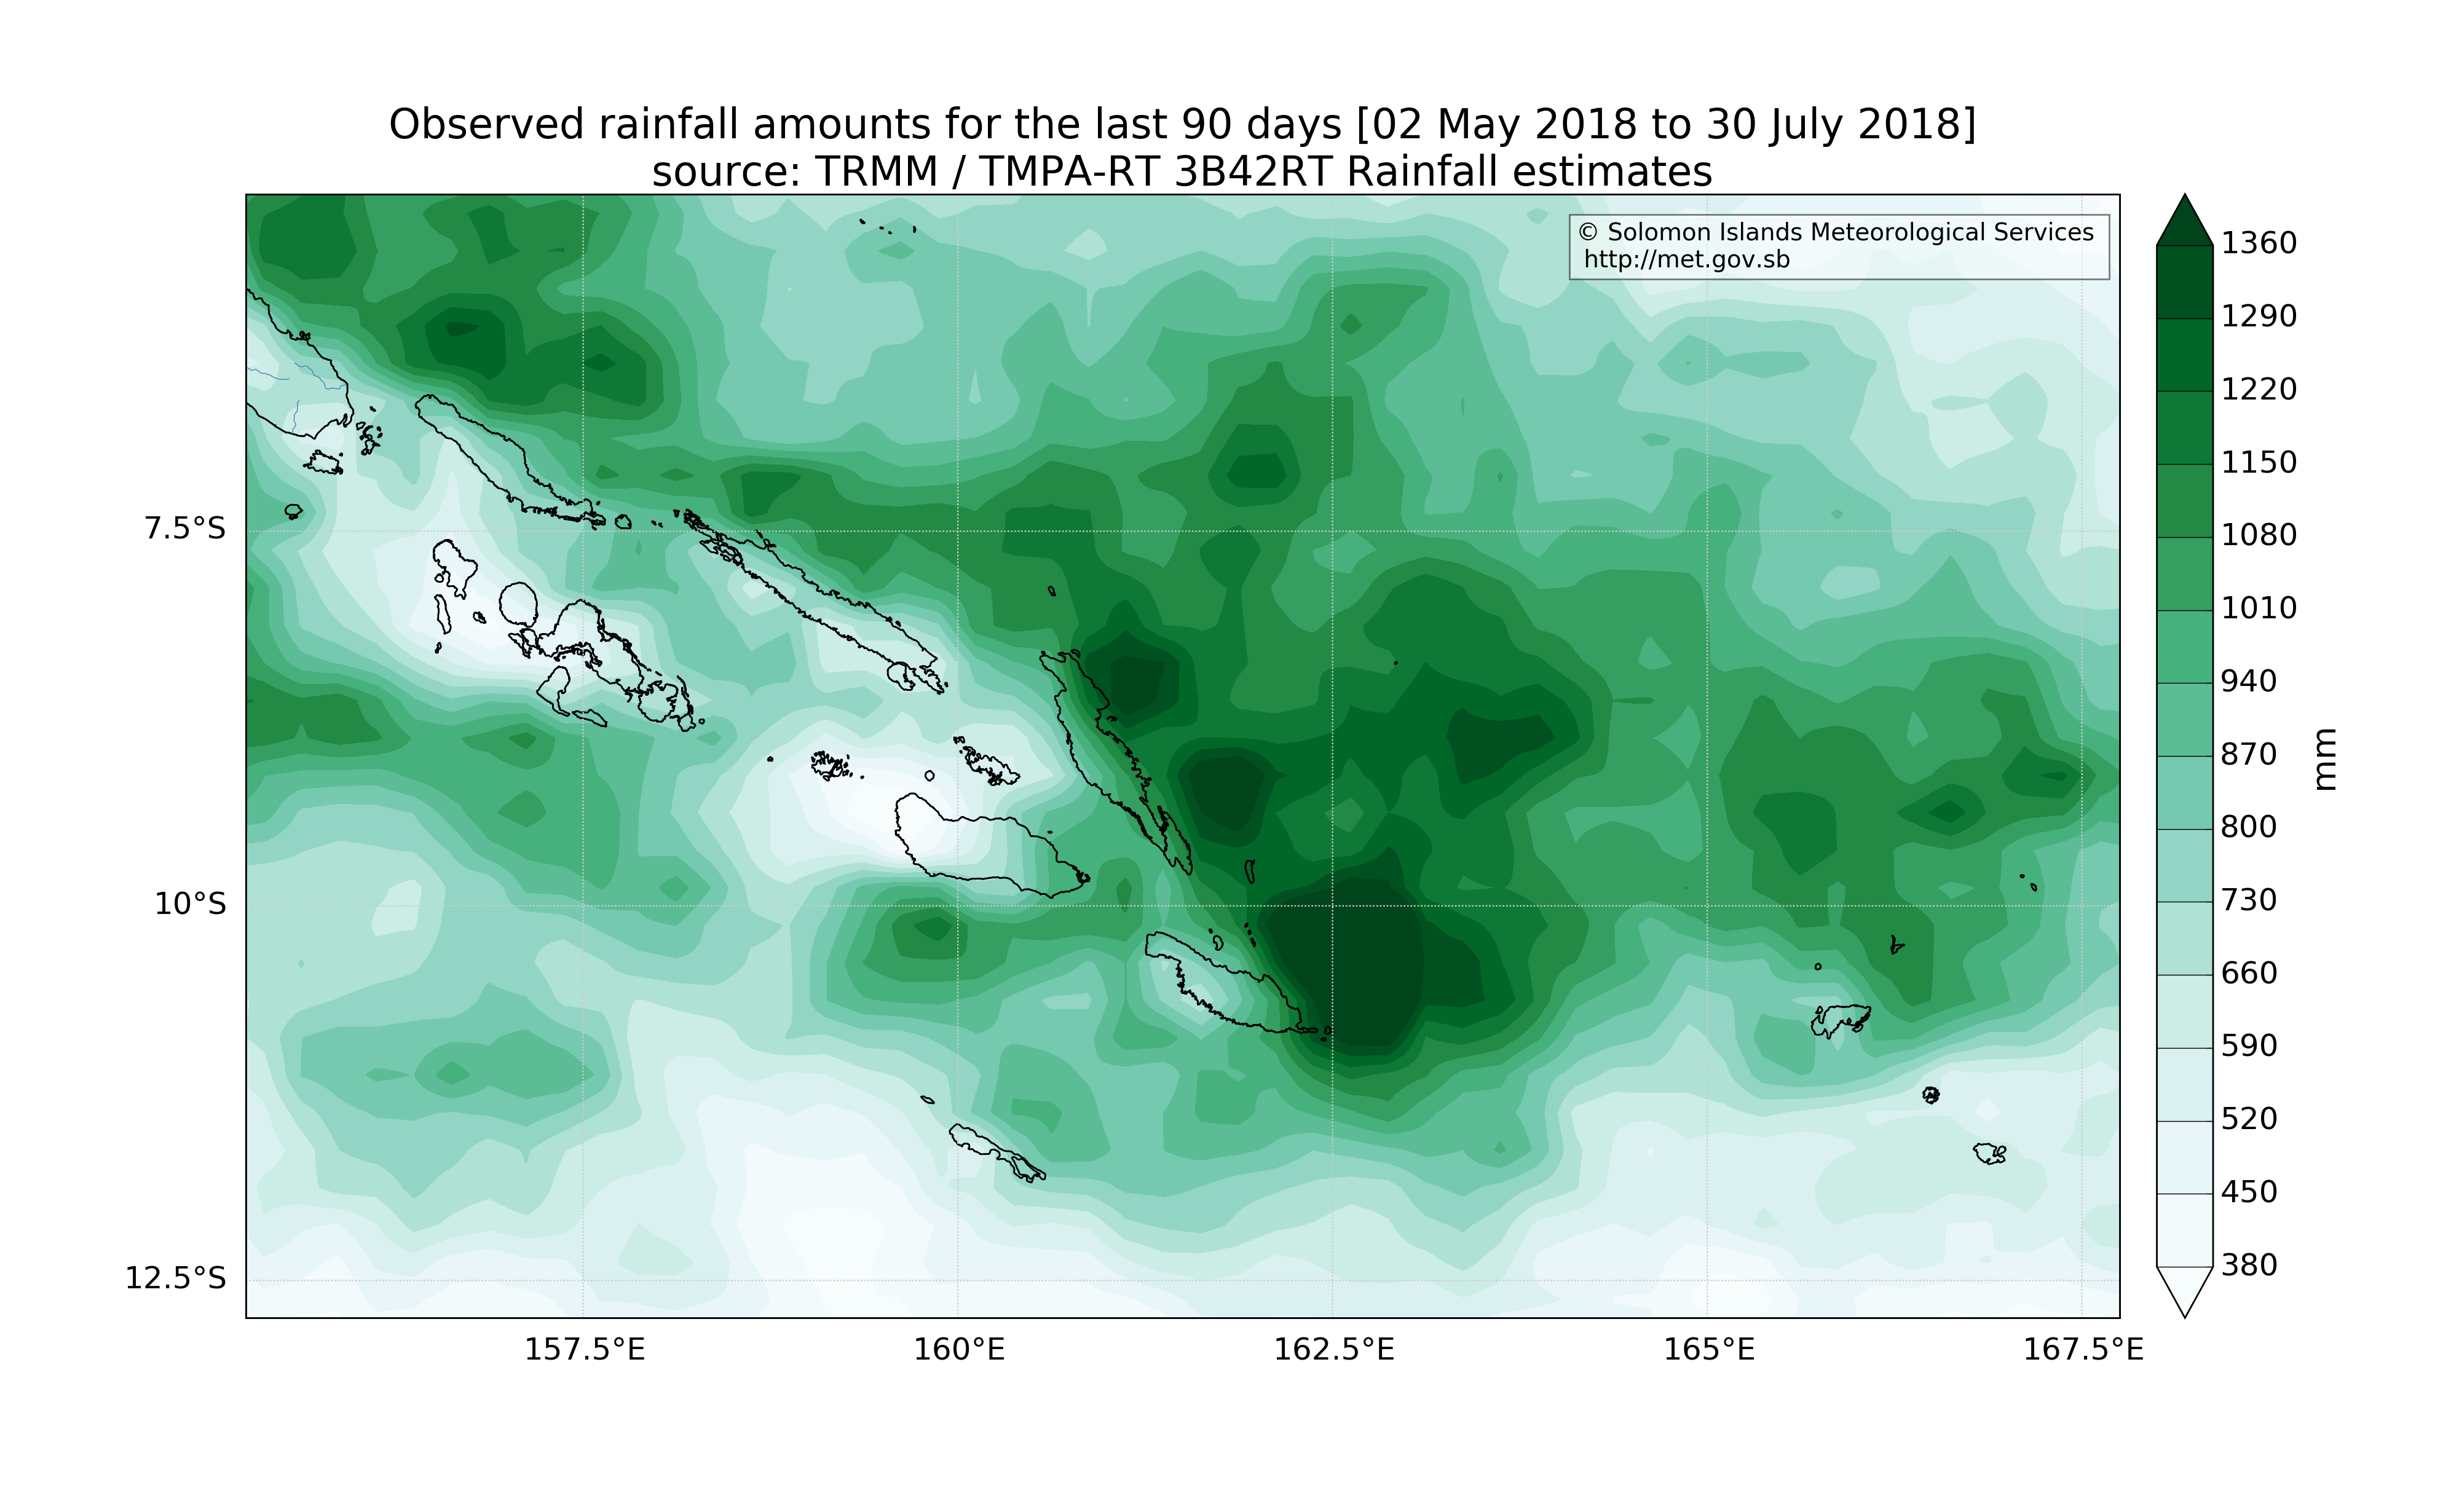 Observed rainfall amounts for the last 90 days [02 May 2018 to 30 July 2018]
source: TRMM / TMPA-RT 3B42RT Rainfall estimates
© Solomon Islands Meteorological Services
http://met.gov.sb
7.5°S
10°S
12.5°S
157.5°E
160°E
162.5°E
165°E
167.5°E
1360
1290
1220
1150
1080
1010
940
870
800
730
660
590
520
450
380
mm